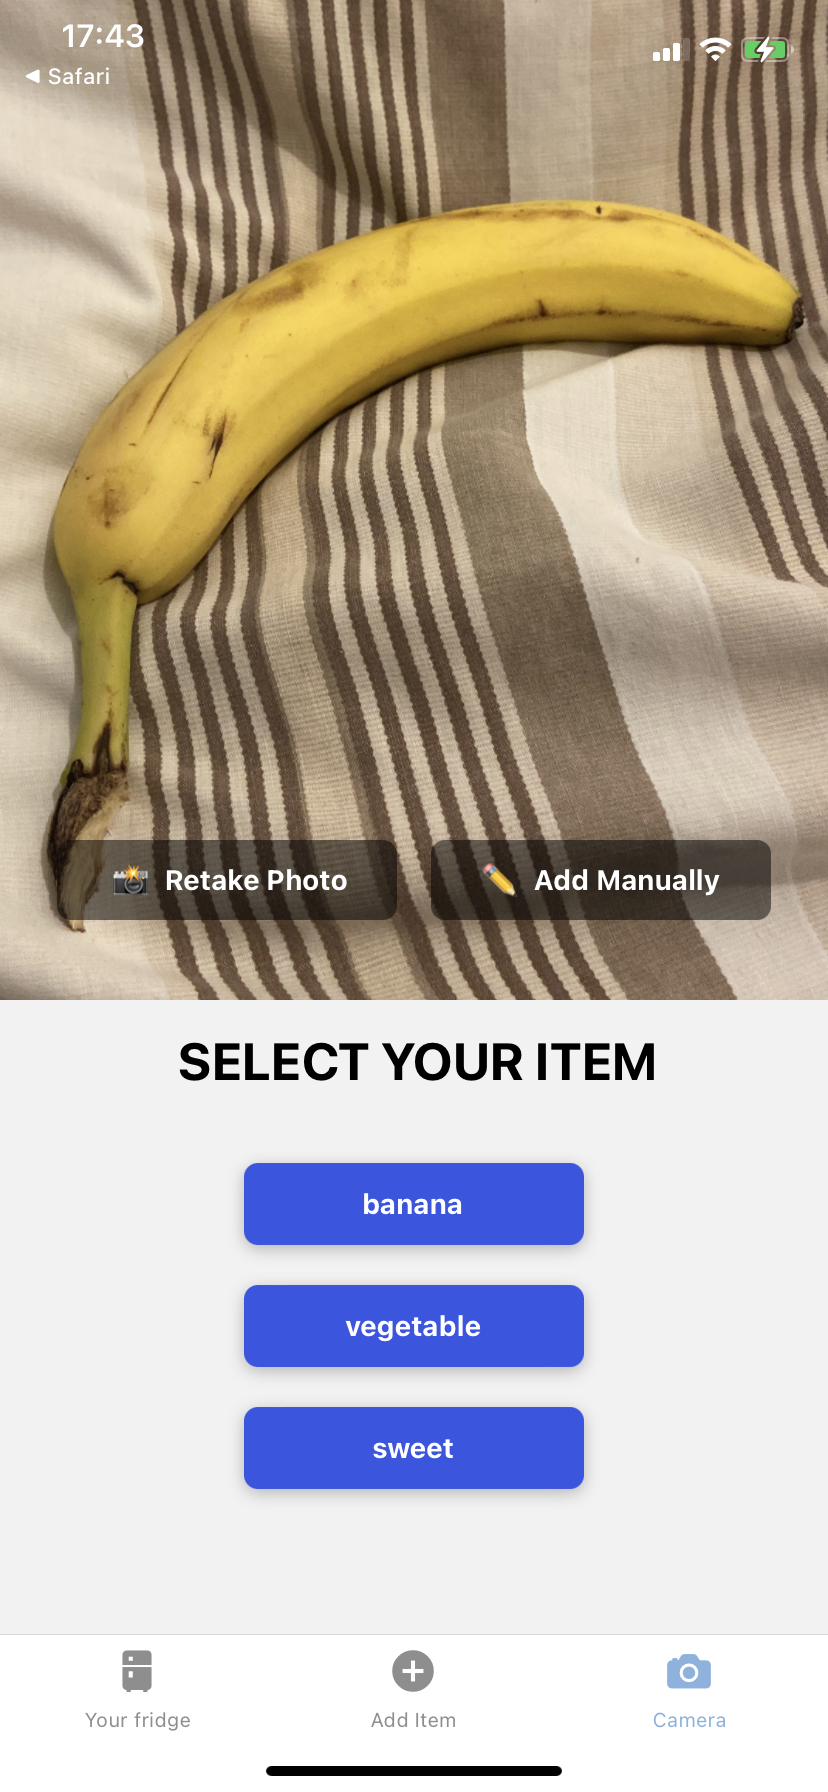 17:43
Safari
Retake Photo
Add Manually
SELECT YOUR ITEM
banana
vegetable
sweet
Your fridge
Add Item
Camera